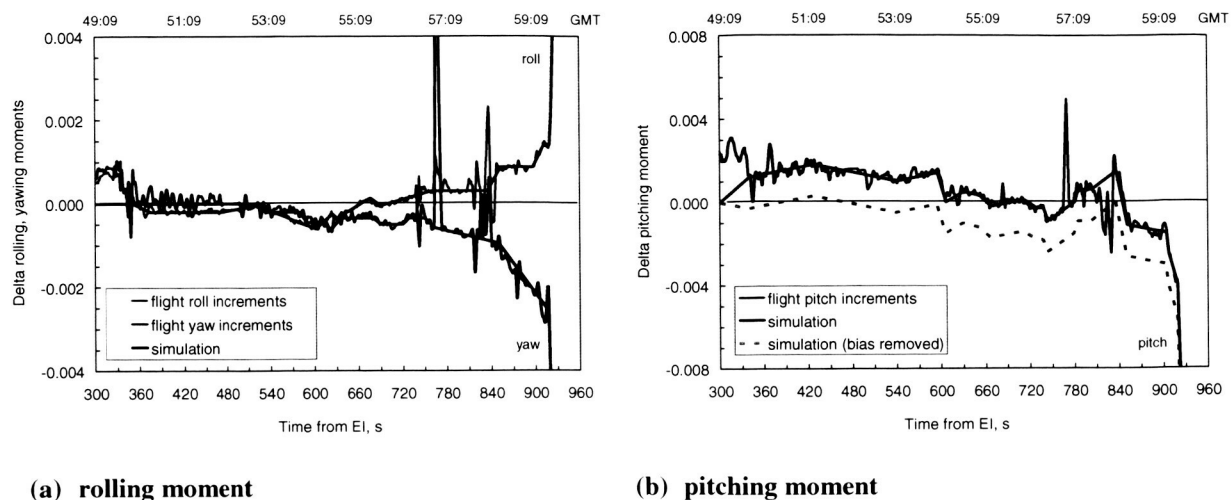 49:09 51:09 53:09 55:09 57:09 59:09 GMT
0.004
0.002
0.000
-0.002
-0.004
Delta rolling, yawing moments
roll
flight roll increments
flight yaw increments
simulation
yaw
300 360 420 480 540 600 660 720 780 840 900 960
Time from EI, s
(a) rolling moment
49:09 51:09 53:09 55:09 57:09 59:09 GMT
0.008
0.004
0.000
-0.004
-0.008
Delta pitching moment
flight pitch increments
simulation
simulation (bias removed)
pitch
300 360 420 480 540 600 660 720 780 840 900 960
Time from EI, s
(b) pitching moment